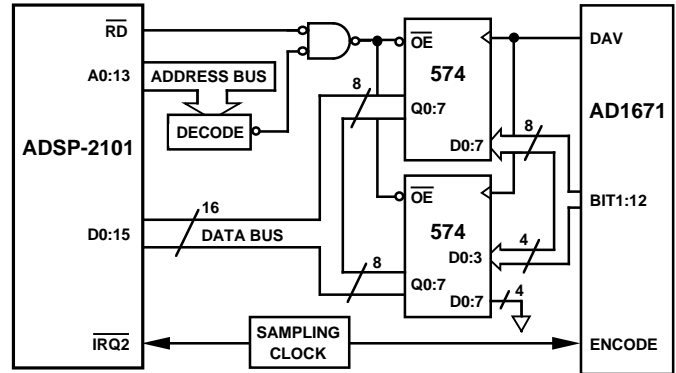 RD
OE
DAV
A0:13
ADDRESS BUS
574
8
Q0:7
AD1671
DECODE
D0:7
8
ADSP-2101
OE
BIT1:12
16
574
D0:15
DATA BUS
D0:3
4
8
Q0:7
D0:7
4
IRQ2
SAMPLING
CLOCK
ENCODE